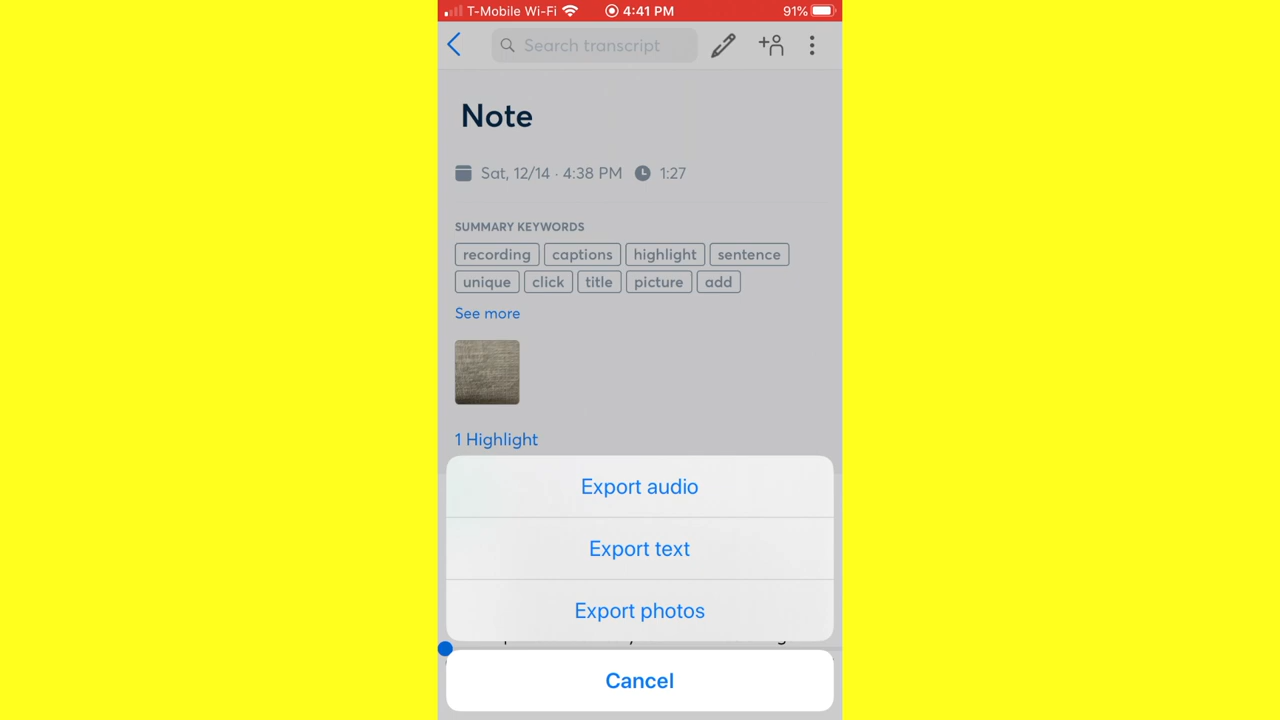 T-Mobile Wi-Fi 4:41 PM 91%
Search transcript
Note
Sat, 12/14 · 4:38 PM 1:27
SUMMARY KEYWORDS
recording captions highlight sentence
unique click title picture add
See more
1 Highlight
Export audio
Export text
Export photos
Cancel